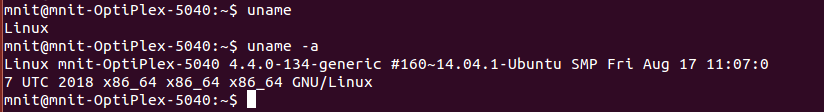 mnit@mnit-OptiPlex-5040:~$ uname
Linux
mnit@mnit-OptiPlex-5040:~$ uname -a
Linux mnit-OptiPlex-5040 4.4.0-134-generic #160~14.04.1-Ubuntu SMP Fri Aug 17 11:07:0
7 UTC 2018 x86_64 x86_64 x86_64 GNU/Linux
mnit@mnit-OptiPlex-5040:~$